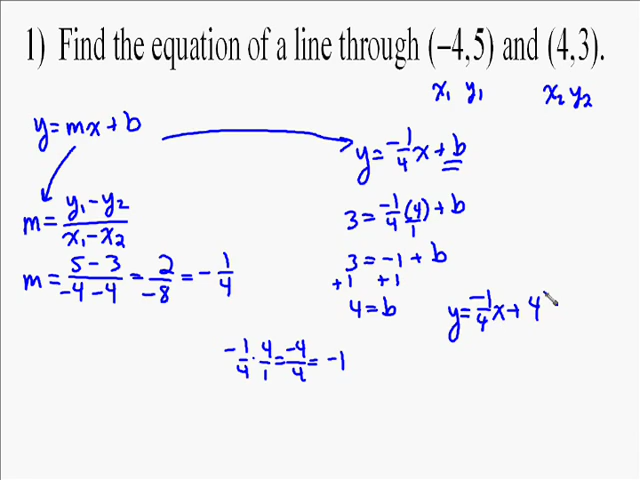 1) Find the equation of a line through (−4,5) and (4,3).
x₁ y₁ x₂ y₂
y = mx + b
y = -1/4 x + b
m = y₁ - y₂ / x₁ - x₂
3 = -1/4 (4)/1 + b
m = 5 - 3 / -4 - 4 = 2 / -8 = - 1/4
3 = -1 + b
+1 +1
4 = b
y = -1/4 x + 4
-1/4 · 4/1 = -4/4 = -1